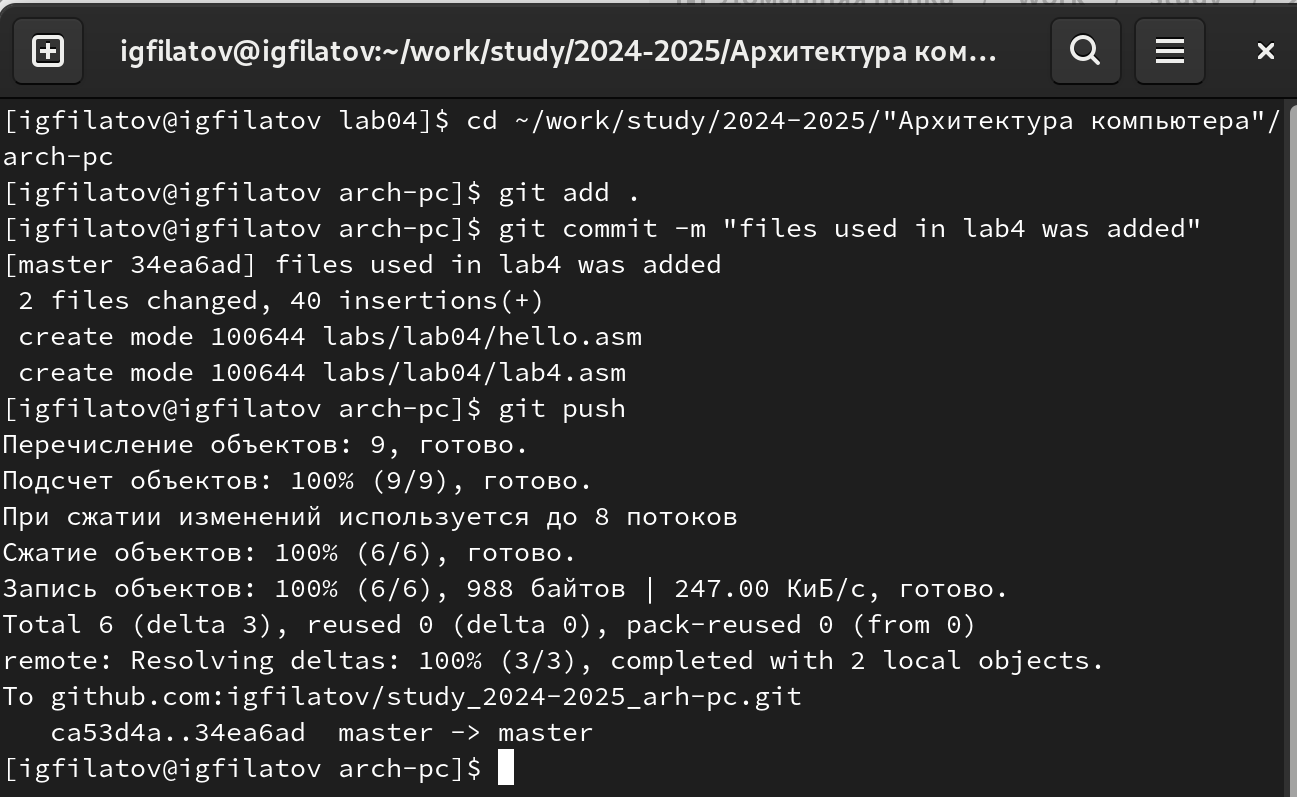 igfilatov@igfilatov:~/work/study/2024-2025/Архитектура ком...
[igfilatov@igfilatov lab04]$ cd ~/work/study/2024-2025/"Архитектура компьютера"/
arch-pc
[igfilatov@igfilatov arch-pc]$ git add .
[igfilatov@igfilatov arch-pc]$ git commit -m "files used in lab4 was added"
[master 34ea6ad] files used in lab4 was added
 2 files changed, 40 insertions(+)
 create mode 100644 labs/lab04/hello.asm
 create mode 100644 labs/lab04/lab4.asm
[igfilatov@igfilatov arch-pc]$ git push
Перечисление объектов: 9, готово.
Подсчет объектов: 100% (9/9), готово.
При сжатии изменений используется до 8 потоков
Сжатие объектов: 100% (6/6), готово.
Запись объектов: 100% (6/6), 988 байтов | 247.00 КиБ/с, готово.
Total 6 (delta 3), reused 0 (delta 0), pack-reused 0 (from 0)
remote: Resolving deltas: 100% (3/3), completed with 2 local objects.
To github.com:igfilatov/study_2024-2025_arh-pc.git
   ca53d4a..34ea6ad  master -> master
[igfilatov@igfilatov arch-pc]$